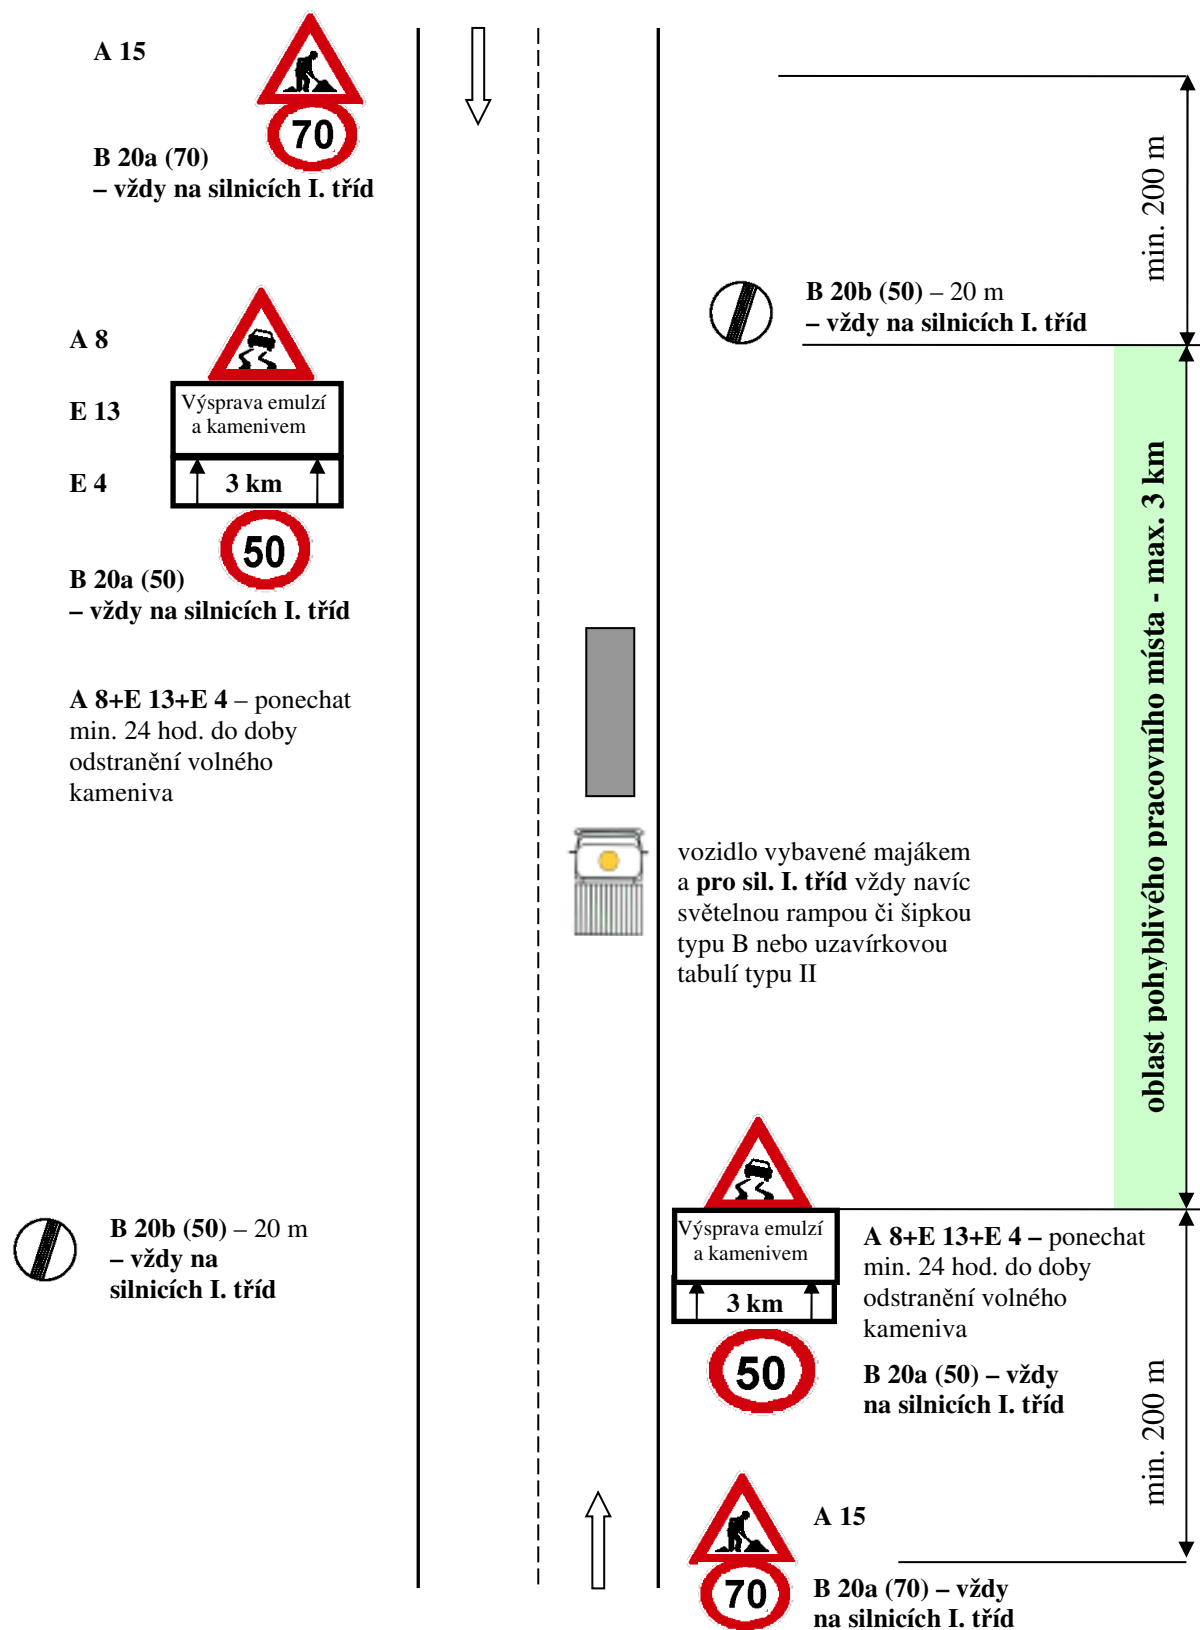 A 15
70
B 20a (70)
– vždy na silnicích I. tříd
min. 200 m
B 20b (50) – 20 m
– vždy na silnicích I. tříd
A 8
E 13
Výsprava emulzí
a kamenivem
E 4
3 km
50
B 20a (50)
– vždy na silnicích I. tříd
A 8+E 13+E 4 – ponechat
min. 24 hod. do doby
odstranění volného
kameniva
oblast pohyblivého pracovního místa - max. 3 km
vozidlo vybavené majákem
a pro sil. I. tříd vždy navíc
světelnou rampou či šipkou
typu B nebo uzavírkovou
tabulí typu II
B 20b (50) – 20 m
– vždy na
silnicích I. tříd
Výsprava emulzí
a kamenivem
3 km
50
A 8+E 13+E 4 – ponechat
min. 24 hod. do doby
odstranění volného
kameniva
B 20a (50) – vždy
na silnicích I. tříd
min. 200 m
A 15
70
B 20a (70) – vždy
na silnicích I. tříd